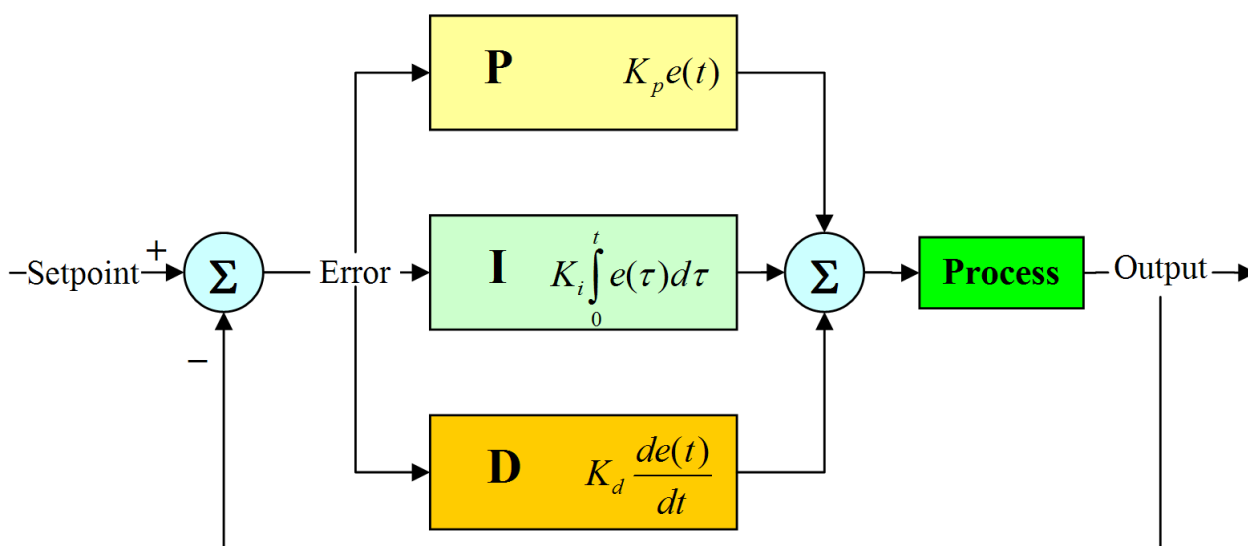 P K_p e(t)
+
Setpoint Σ Error I K_i ∫_0^t e(τ)dτ Σ Process Output
−
D K_d de(t)/dt